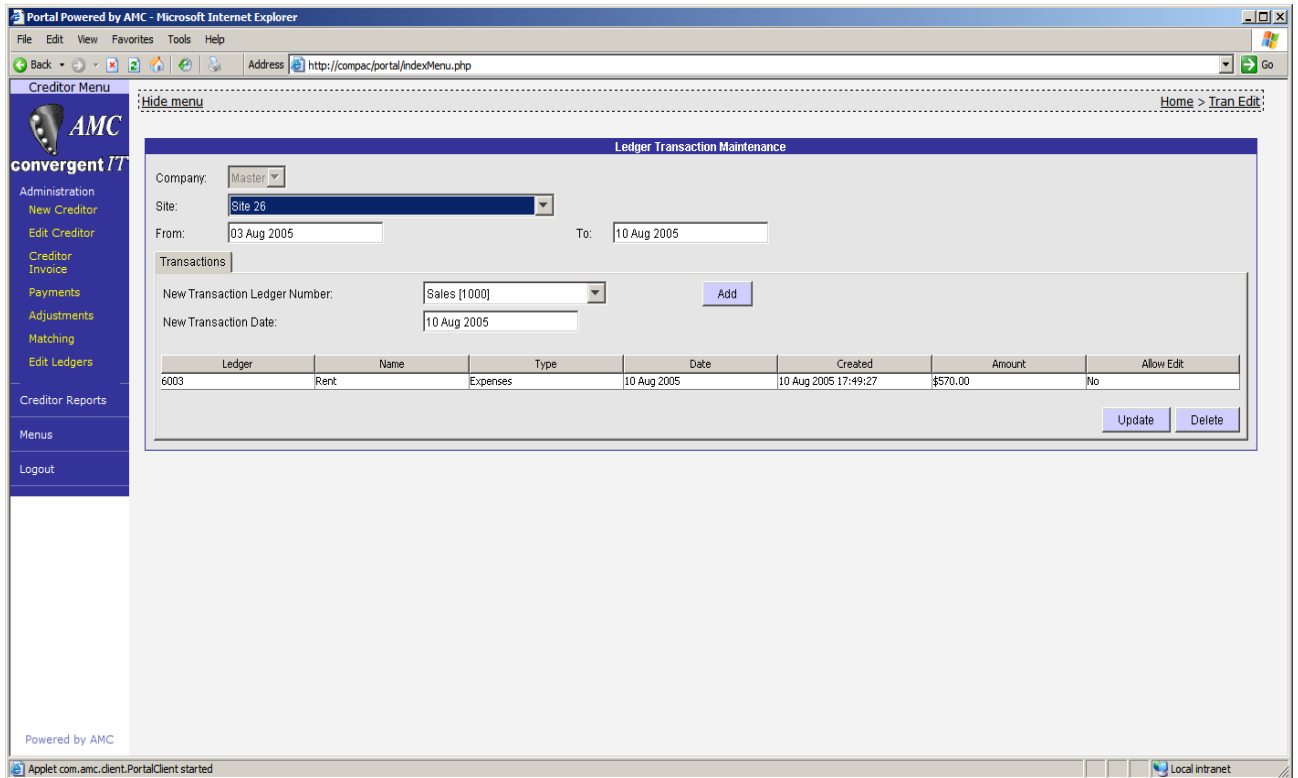 Portal Powered by AMC - Microsoft Internet Explorer
File Edit View Favorites Tools Help
Back Address http://compac/portal/indexMenu.php Go
Creditor Menu
AMC
convergent IT
Administration
New Creditor
Edit Creditor
Creditor
Invoice
Payments
Adjustments
Matching
Edit Ledgers
Creditor Reports
Menus
Logout
Powered by AMC
Hide menu Home > Tran Edit
Ledger Transaction Maintenance
Company: Master
Site: Site 26
From: 03 Aug 2005 To: 10 Aug 2005
Transactions
New Transaction Ledger Number: Sales [1000] Add
New Transaction Date: 10 Aug 2005
Ledger Name Type Date Created Amount Allow Edit
6003 Rent Expenses 10 Aug 2005 10 Aug 2005 17:49:27 $570.00 No
Update Delete
Applet com.amc.client.PortalClient started Local intranet